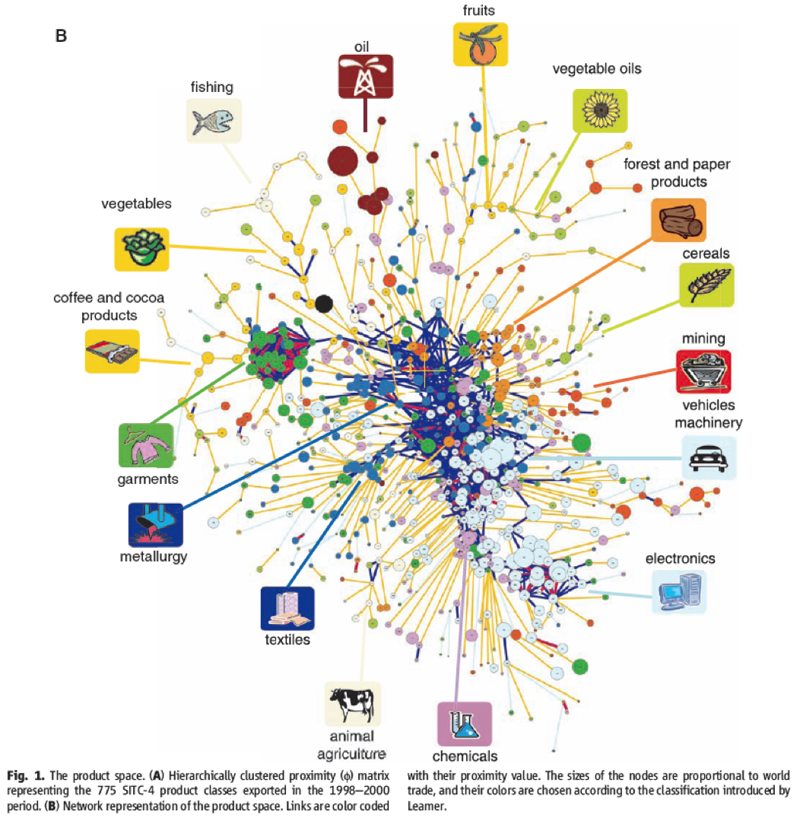 B
fruits
oil
vegetable oils
fishing
forest and paper
products
vegetables
cereals
coffee and cocoa
products
mining
vehicles
machinery
garments
metallurgy
electronics
textiles
animal
agriculture
chemicals
Fig. 1. The product space. (A) Hierarchically clustered proximity (ϕ) matrix
representing the 775 SITC-4 product classes exported in the 1998–2000
period. (B) Network representation of the product space. Links are color coded
with their proximity value. The sizes of the nodes are proportional to world
trade, and their colors are chosen according to the classification introduced by
Leamer.